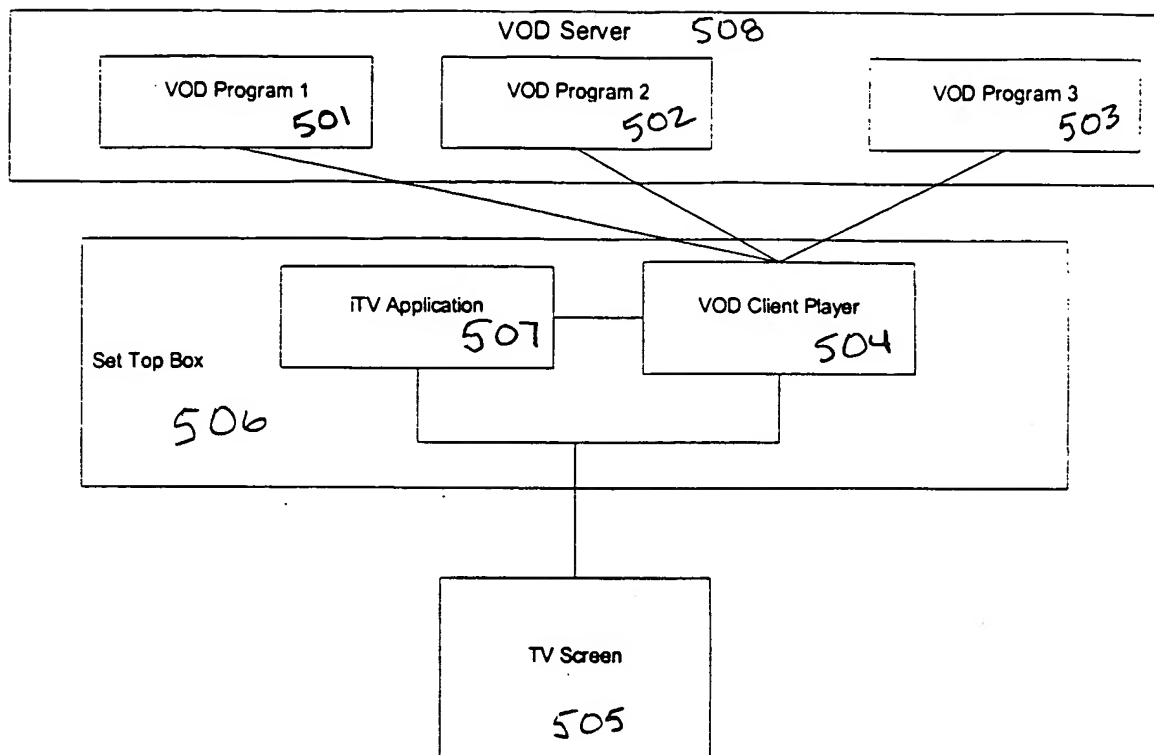 VOD Server 508
VOD Program 1
501
VOD Program 2
502
VOD Program 3
503
iTV Application
507
VOD Client Player
504
Set Top Box
506
TV Screen
505